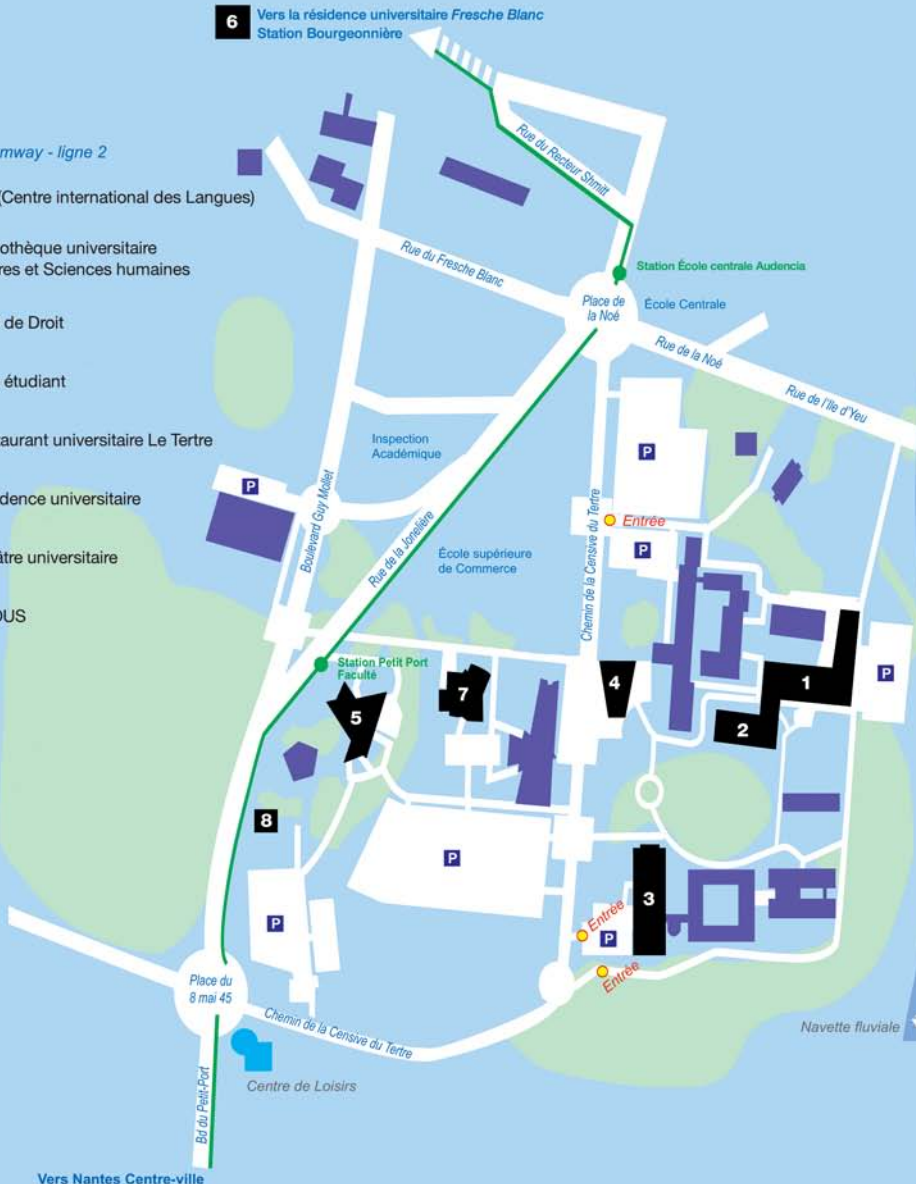 6
Vers la résidence universitaire Fresche Blanc
Station Bourgeonnière
mway - ligne 2
(Centre international des Langues)
othèque universitaire
res et Sciences humaines
de Droit
étudiant
taurant universitaire Le Tertre
idence universitaire
âtre universitaire
OUS
Rue du Recteur Shmitt
Rue du Fresche Blanc
Station École centrale Audencia
Place de
la Noé
École Centrale
Rue de la Noé
Rue de l'Ile d'Yeu
Inspection
Académique
P
P
Boulevard Guy Mollet
Rue de la Jonelière
Chemin de la Censive du Tertre
Entrée
P
École supérieure
de Commerce
Station Petit Port
Faculté
5
7
4
1
P
2
8
P
P
3
Entrée
P
Entrée
Place du
8 mai 45
Chemin de la Censive du Tertre
Navette fluviale
Centre de Loisirs
Bd du Petit-Port
Vers Nantes Centre-ville